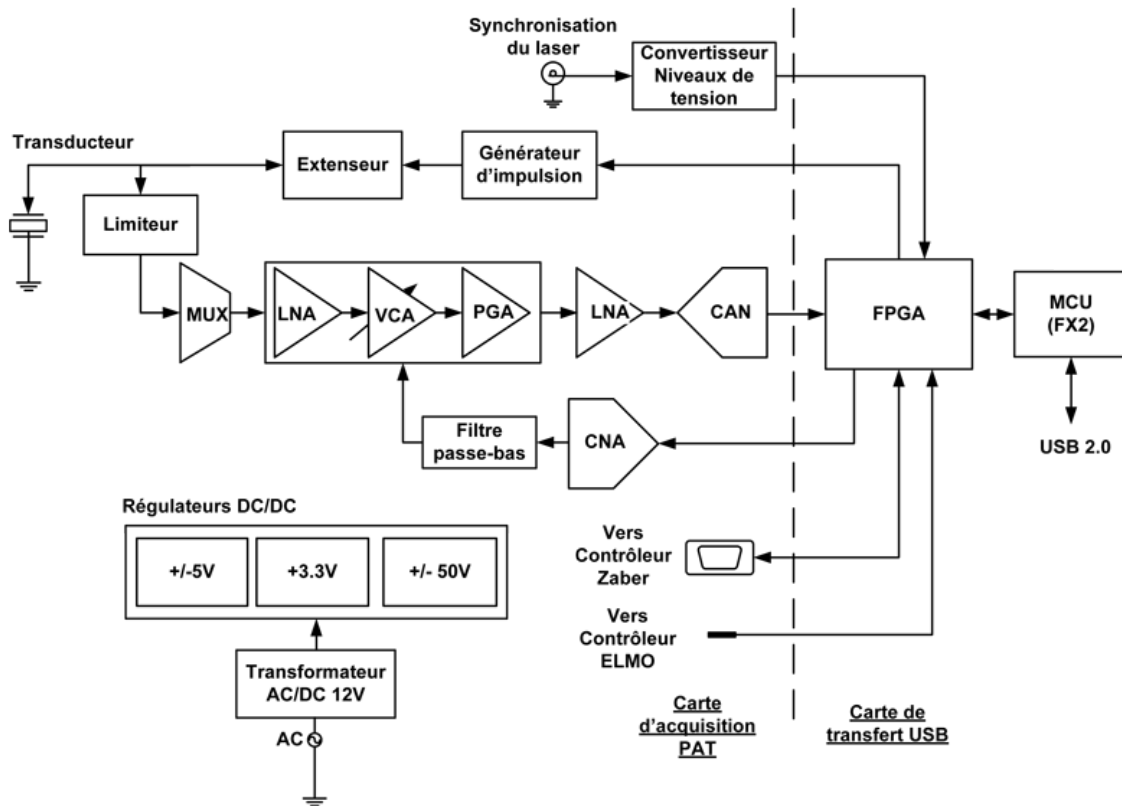 Synchronisation
du laser
Convertisseur
Niveaux de
tension
Transducteur
Extenseur
Générateur
d'impulsion
Limiteur
MUX
LNA
VCA
PGA
LNA
CAN
FPGA
MCU
(FX2)
Filtre
passe-bas
CNA
USB 2.0
Régulateurs DC/DC
+/-5V
+3.3V
+/- 50V
Vers
Contrôleur
Zaber
Vers
Contrôleur
ELMO
Transformateur
AC/DC 12V
AC
Carte
d'acquisition
PAT
Carte de
transfert USB